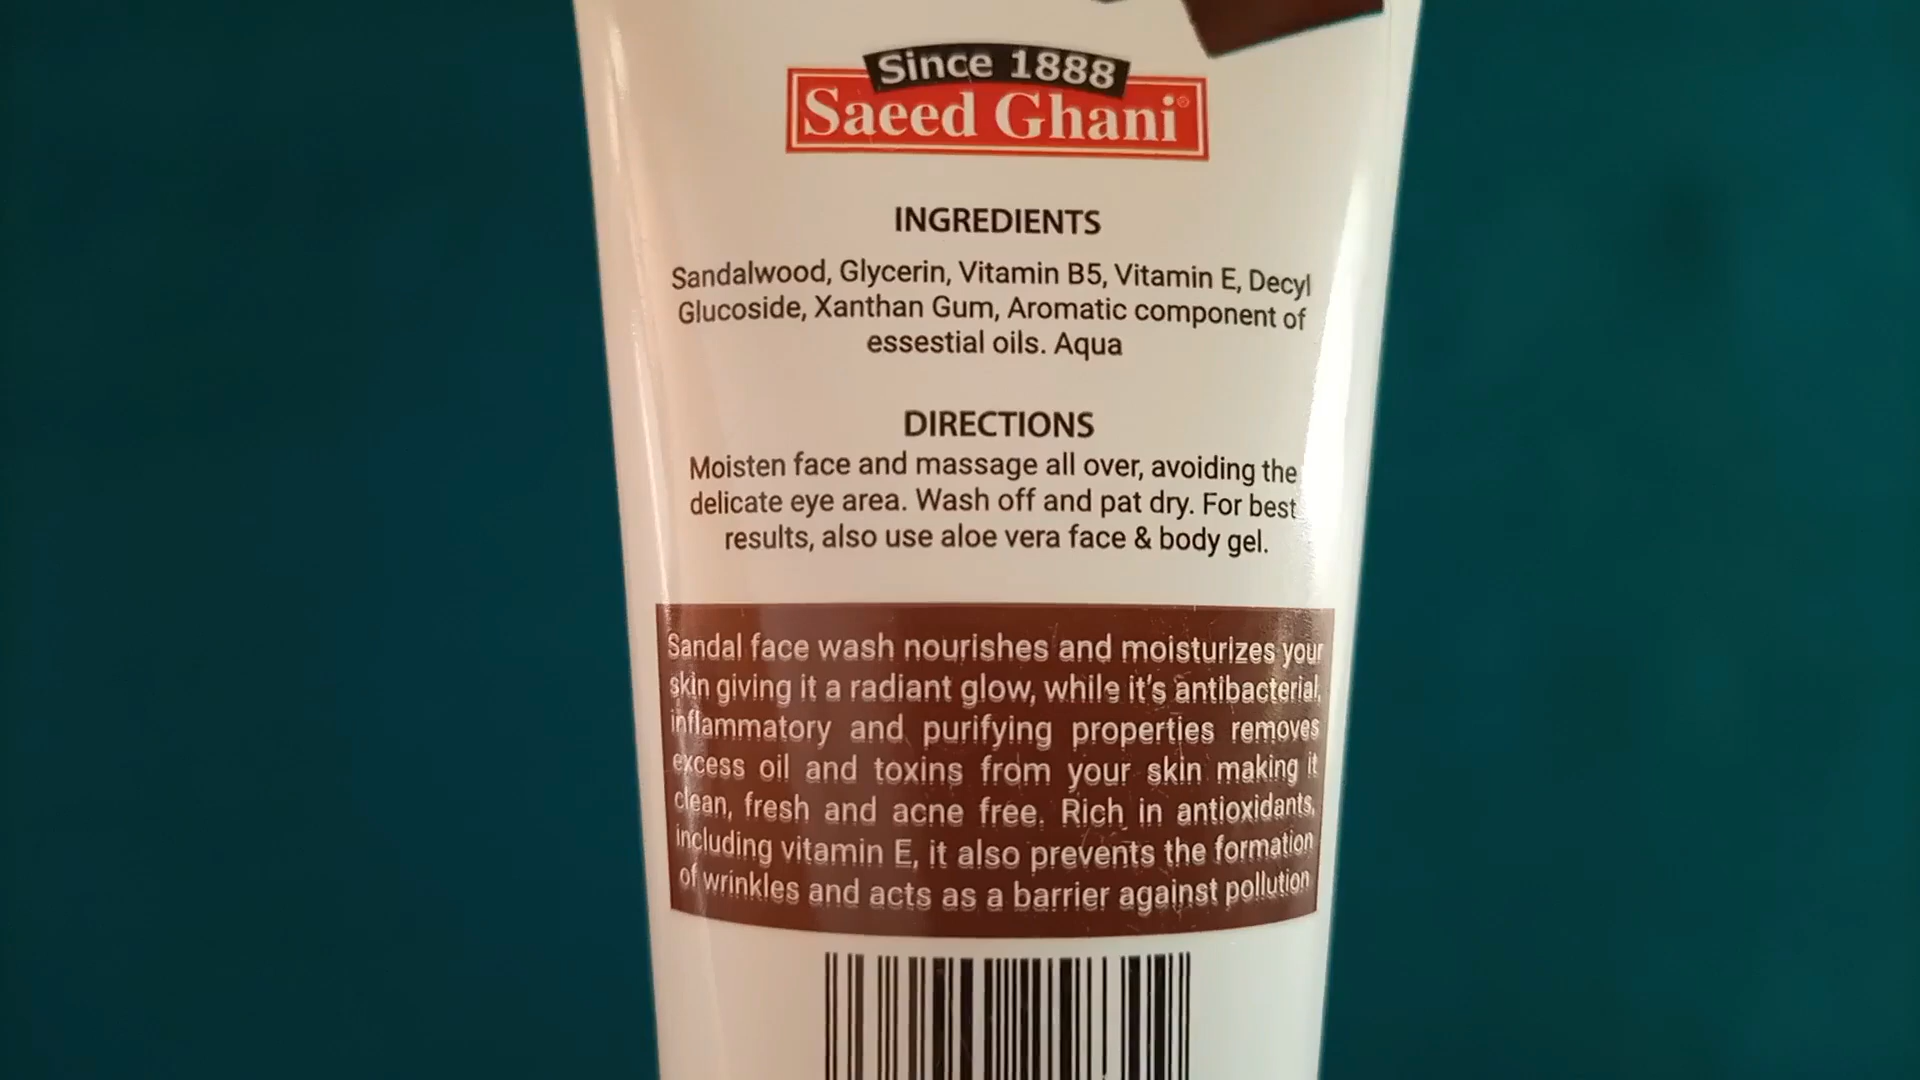 Since 1888
Saeed Ghani®
INGREDIENTS
Sandalwood, Glycerin, Vitamin B5, Vitamin E, Decyl
Glucoside, Xanthan Gum, Aromatic component of
essestial oils. Aqua
DIRECTIONS
Moisten face and massage all over, avoiding the
delicate eye area. Wash off and pat dry. For best
results, also use aloe vera face & body gel.
Sandal face wash nourishes and moisturizes your
skin giving it a radiant glow, while it's antibacterial,
inflammatory and purifying properties removes
excess oil and toxins from your skin making it
clean, fresh and acne free. Rich in antioxidants,
including vitamin E, it also prevents the formation
of wrinkles and acts as a barrier against pollution